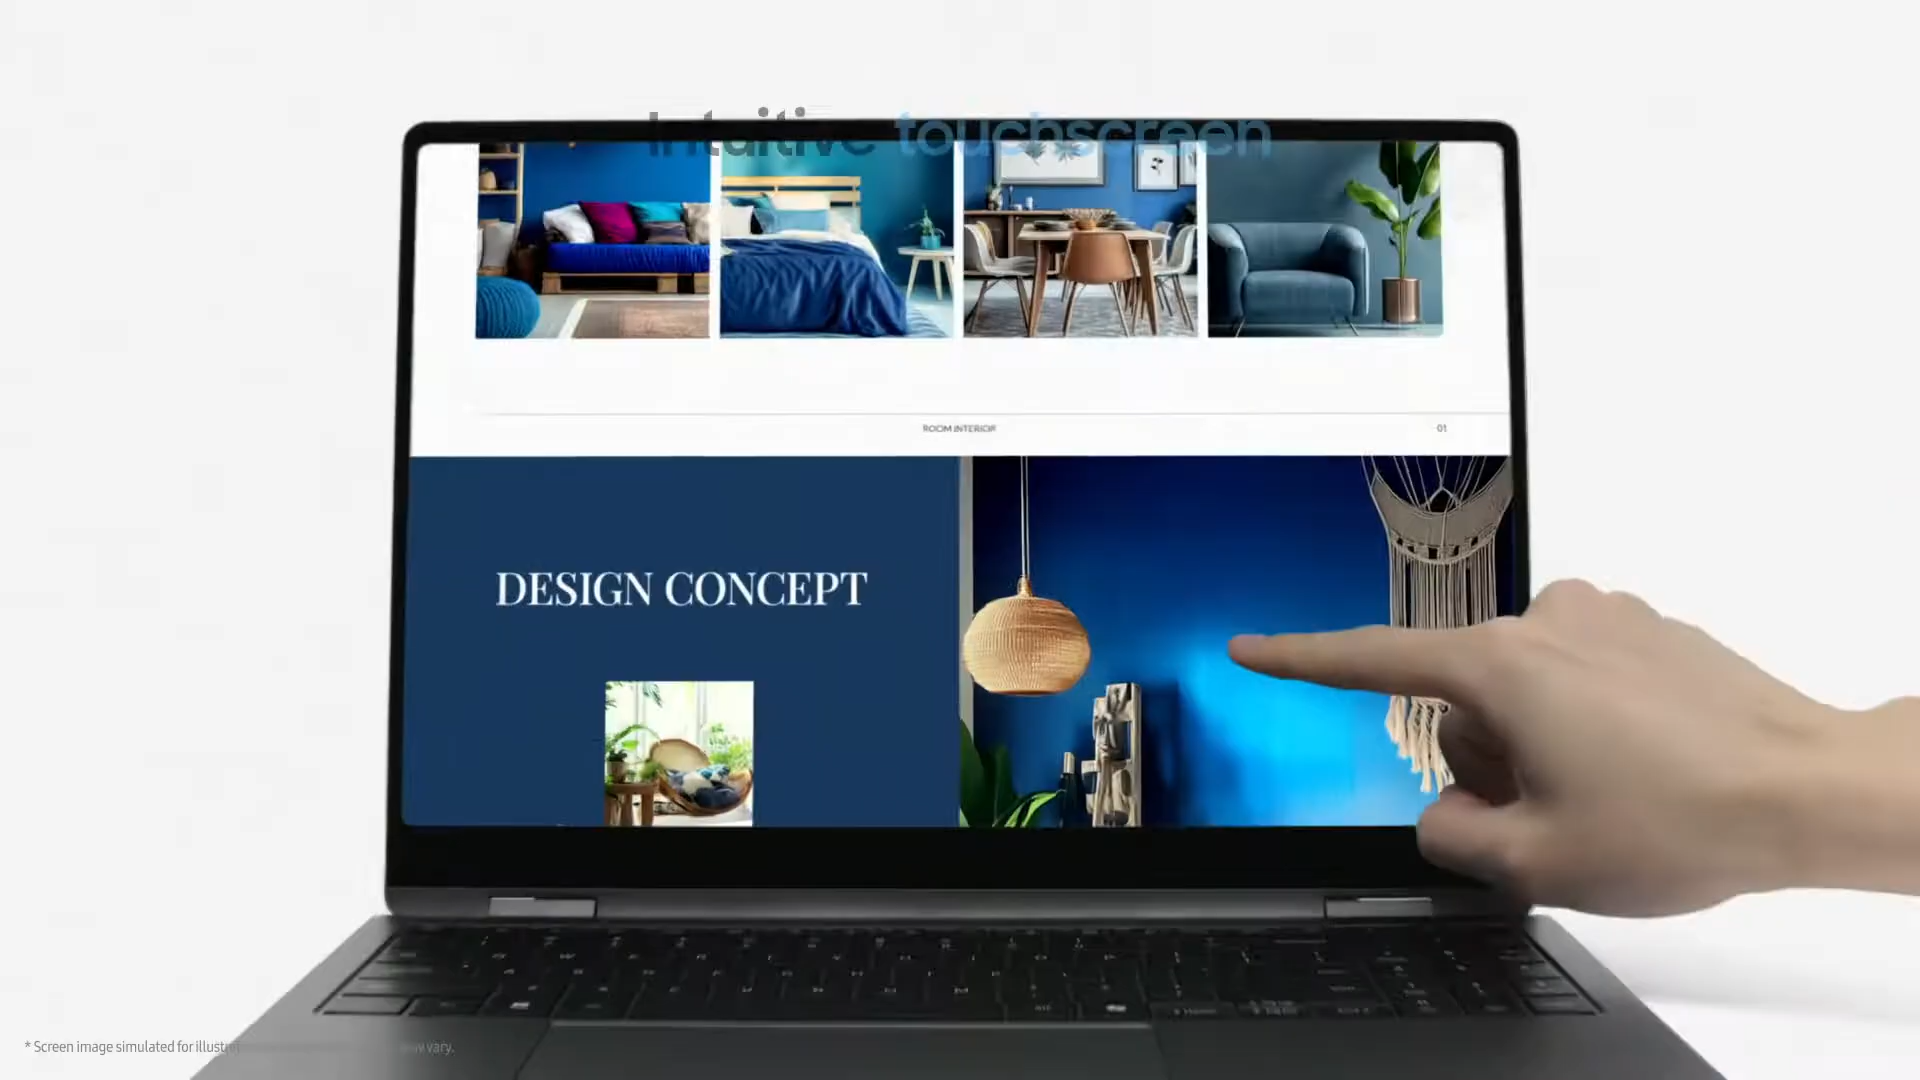 Intuitive touchscreen
ROOM INTERIOR
01
DESIGN CONCEPT
* Screen image simulated for illustr vary.